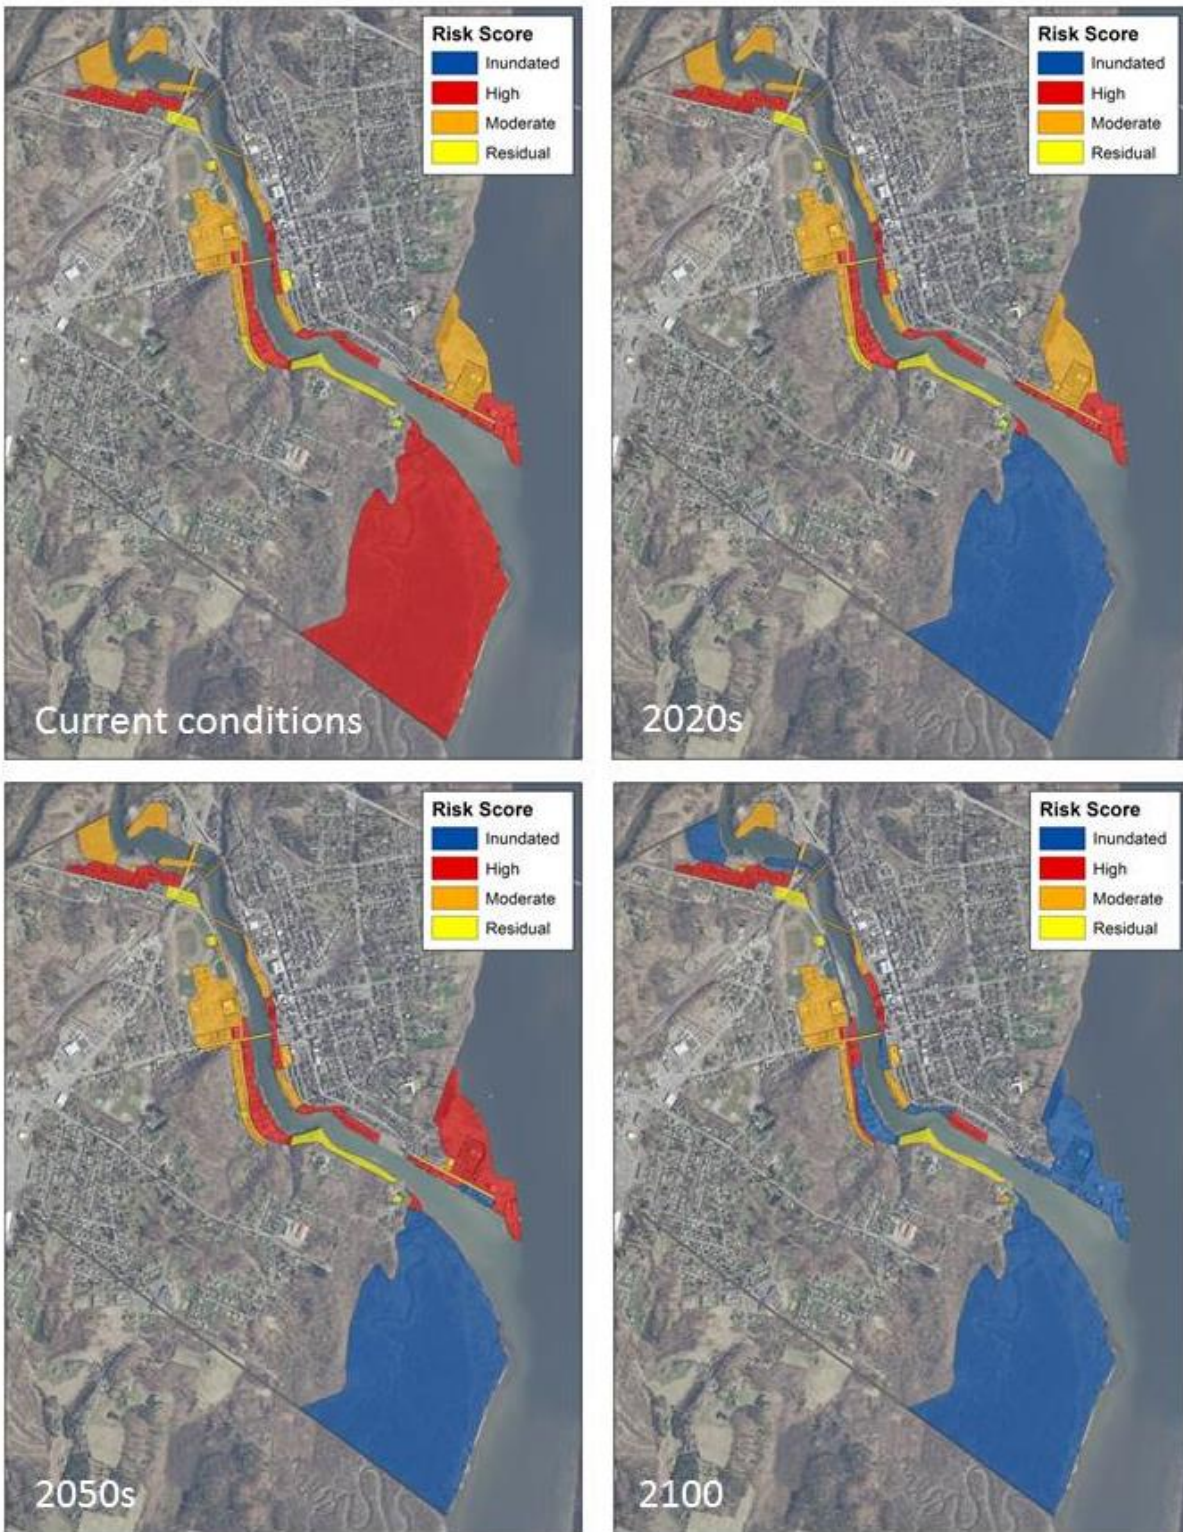 Risk Score
Inundated
High
Moderate
Residual
Current conditions
Risk Score
Inundated
High
Moderate
Residual
2020s
Risk Score
Inundated
High
Moderate
Residual
2050s
Risk Score
Inundated
High
Moderate
Residual
2100